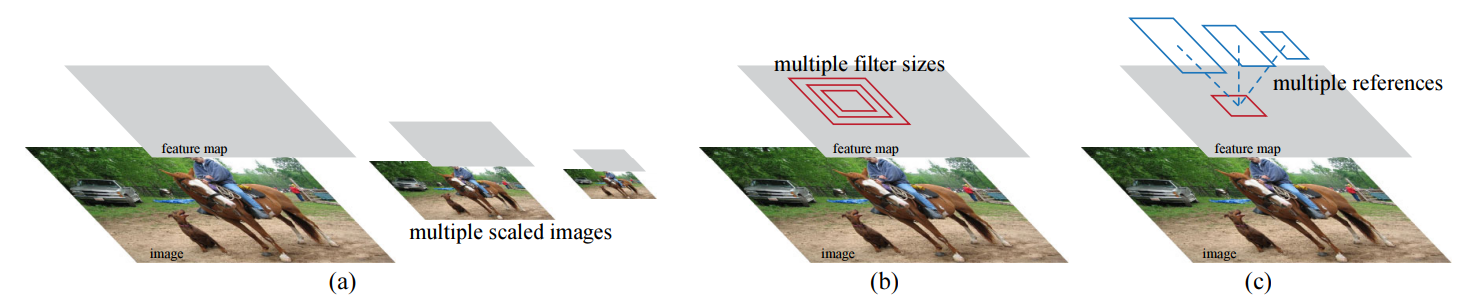 feature map
image
multiple scaled images
(a)
multiple filter sizes
feature map
image
(b)
multiple references
feature map
image
(c)